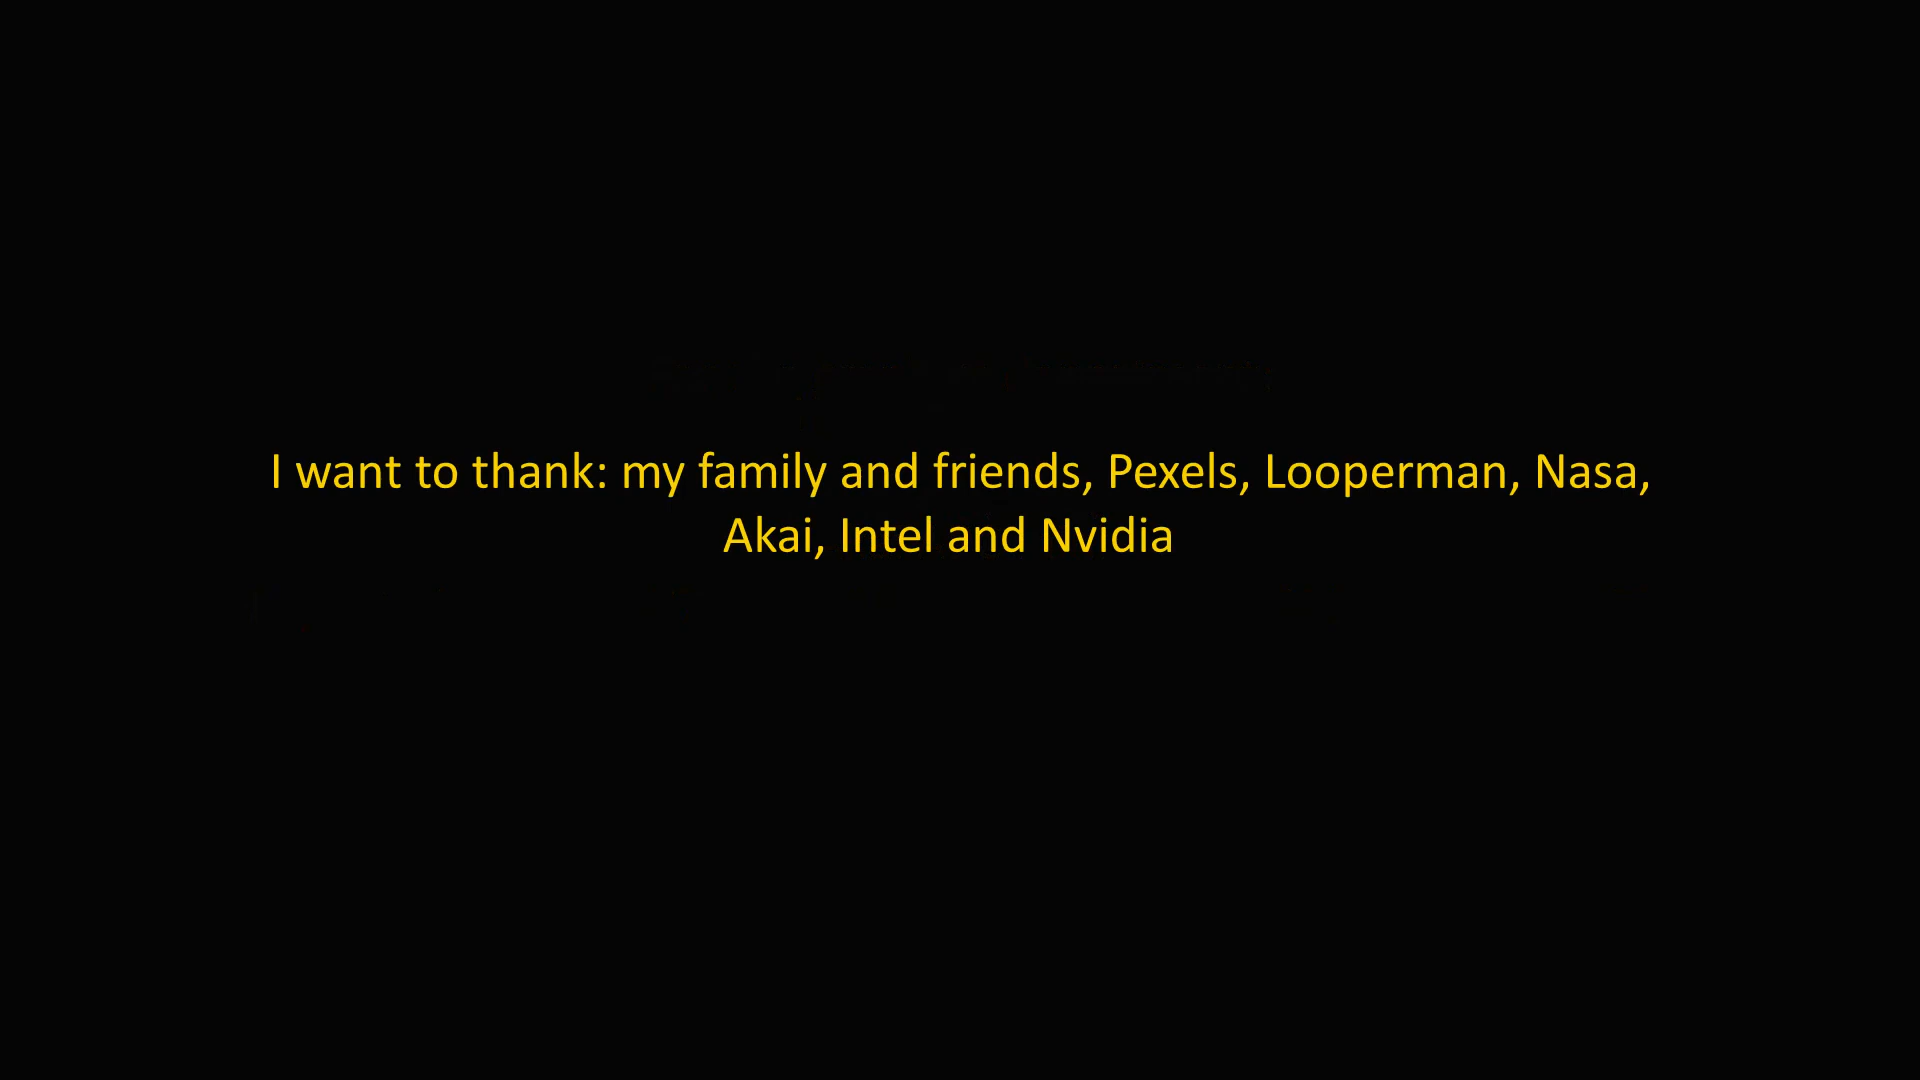 I want to thank: my family and friends, Pexels, Looperman, Nasa,
Akai, Intel and Nvidia